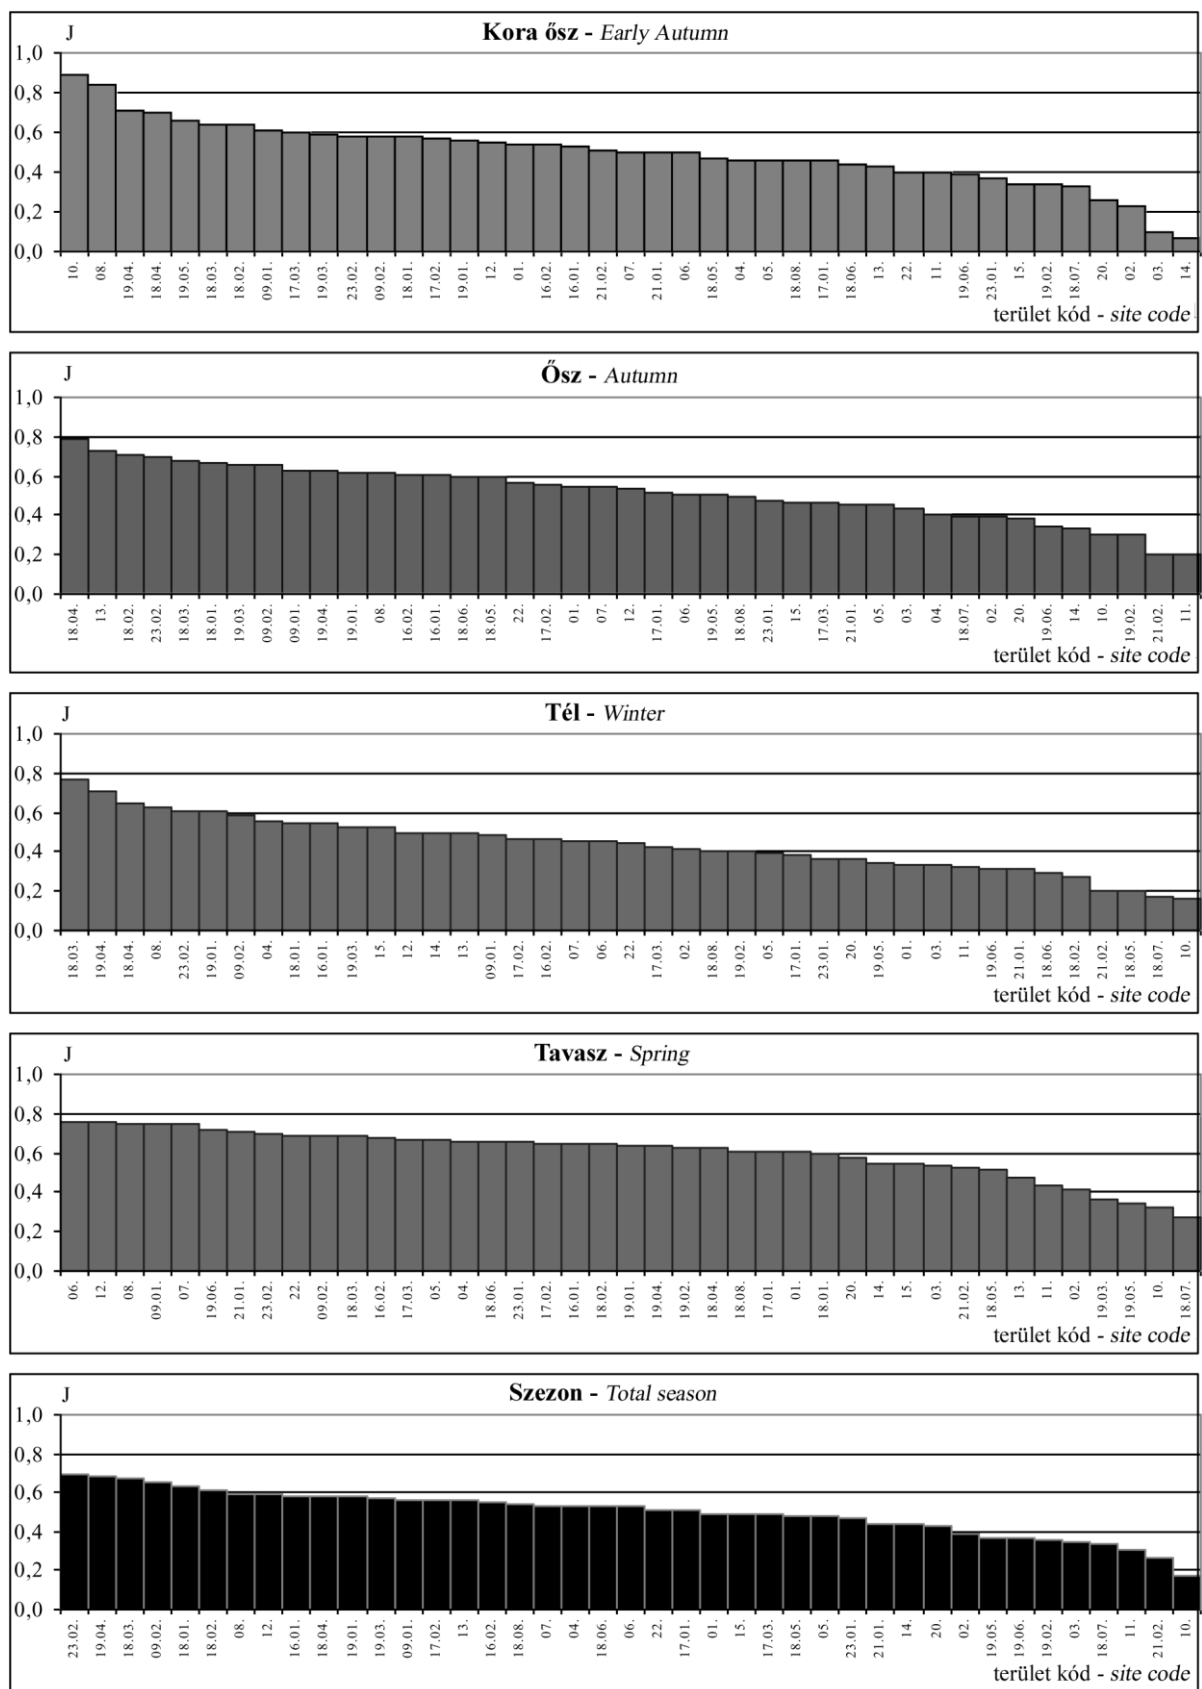 J
Kora ősz - Early Autumn
1,0
0,8
0,6
0,4
0,2
0,0
10. 08. 19.04. 18.04. 19.05. 18.03. 18.02. 09.01. 17.03. 19.03. 23.02. 09.02. 18.01. 17.02. 19.01. 12. 01. 16.02. 16.01. 21.02. 07. 21.01. 06. 18.05. 04. 05. 18.08. 17.01. 18.06. 13. 22. 11. 19.06. 23.01. 15. 19.02. 18.07. 20. 02. 03. 14.
terület kód - site code
J
Ősz - Autumn
1,0
0,8
0,6
0,4
0,2
0,0
18.04. 13. 18.02. 23.02. 18.03. 18.01. 19.03. 09.02. 09.01. 19.04. 19.01. 08. 16.02. 16.01. 18.06. 18.05. 22. 17.02. 01. 07. 12. 17.01. 06. 19.05. 18.08. 23.01. 15. 17.03. 21.01. 05. 03. 04. 18.07. 02. 20. 19.06. 14. 10. 19.02. 21.02. 11.
terület kód - site code
J
Tél - Winter
1,0
0,8
0,6
0,4
0,2
0,0
18.03. 19.04. 18.04. 08. 23.02. 19.01. 09.02. 04. 18.01. 16.01. 19.03. 15. 12. 14. 13. 09.01. 17.02. 16.02. 07. 06. 22. 17.03. 02. 18.08. 19.02. 05. 17.01. 23.01. 20. 19.05. 01. 03. 11. 19.06. 21.01. 18.06. 18.02. 21.02. 18.05. 18.07. 10.
terület kód - site code
J
Tavasz - Spring
1,0
0,8
0,6
0,4
0,2
0,0
06. 12. 08. 09.01. 07. 19.06. 21.01. 23.02. 22. 09.02. 18.03. 16.02. 17.03. 05. 04. 18.06. 23.01. 17.02. 16.01. 18.02. 19.01. 19.04. 19.02. 18.04. 18.08. 17.01. 01. 18.01. 20. 14. 15. 03. 21.02. 18.05. 13. 11. 02. 19.03. 19.05. 10. 18.07.
terület kód - site code
J
Szezon - Total season
1,0
0,8
0,6
0,4
0,2
0,0
23.02. 19.04. 18.03. 09.02. 18.01. 18.02. 08. 12. 16.01. 18.04. 19.01. 19.03. 09.01. 17.02. 13. 16.02. 18.08. 07. 04. 18.06. 06. 22. 17.01. 01. 15. 17.03. 18.05. 05. 23.01. 21.01. 14. 20. 02. 19.05. 19.06. 19.02. 03. 18.07. 11. 21.02. 10.
terület kód - site code